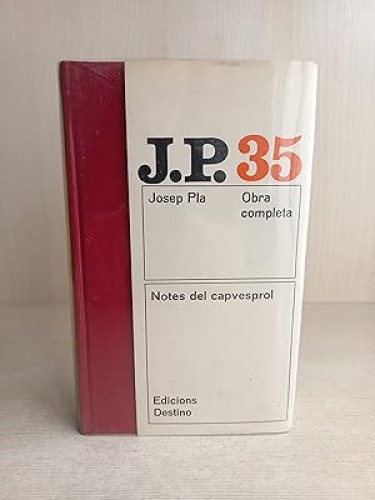 J.P. 35
Josep Pla Obra
completa
Notes del capvesprol
Edicions
Destino